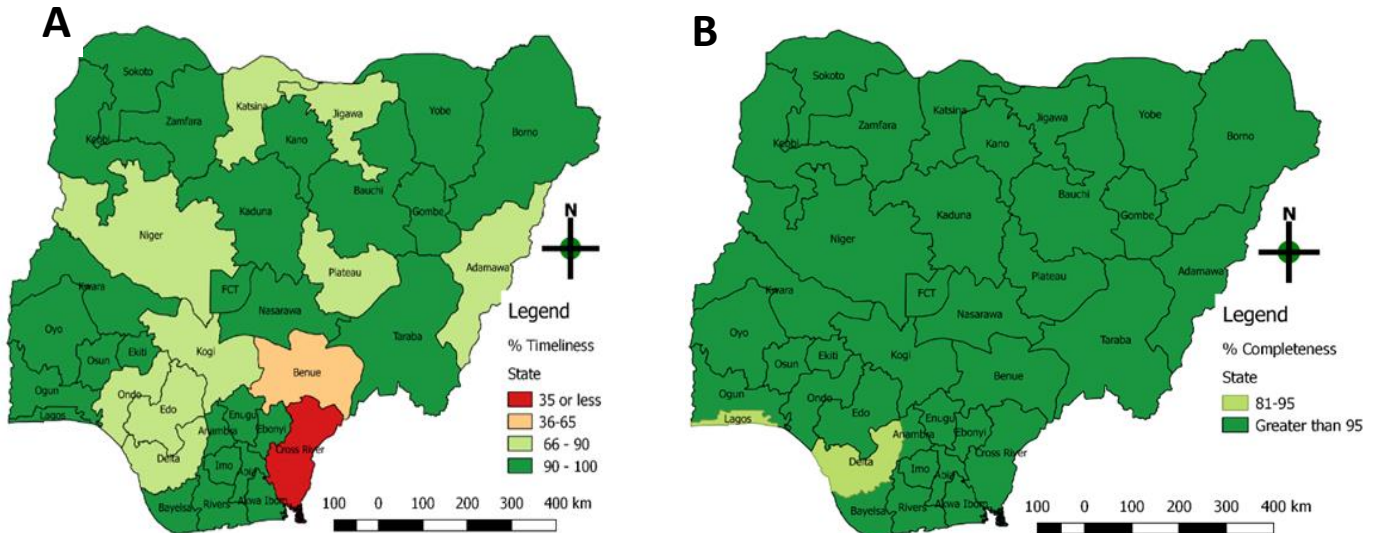 A
Sokoto
Katsina
Jigawa
Yobe
Zamfara
Borno
Kebbi
Kano
Bauchi
Kaduna
Gombe
Niger
Plateau
Adamawa
N
FCT
Kwara
Nasarawa
Oyo
Taraba
Osun
Ekiti
Kogi
Benue
Ogun
Ondo
Edo
Enugu
Lagos
Anambra
Ebonyi
Delta
Cross River
Imo
Abia
Bayelsa
Rivers
Akwa Ibom
Legend
% Timeliness
State
35 or less
36-65
66 - 90
90 - 100
100 0 100 200 300 400 km
B
Sokoto
Katsina
Jigawa
Yobe
Zamfara
Borno
Kebbi
Kano
Bauchi
Kaduna
Gombe
Niger
Plateau
Adamawa
N
FCT
Kwara
Nasarawa
Oyo
Taraba
Osun
Ekiti
Kogi
Benue
Ogun
Ondo
Edo
Enugu
Lagos
Anambra
Ebonyi
Delta
Cross River
Imo
Abia
Bayelsa
Rivers
Akwa Ibom
Legend
% Completeness
State
81-95
Greater than 95
100 0 100 200 300 400 km